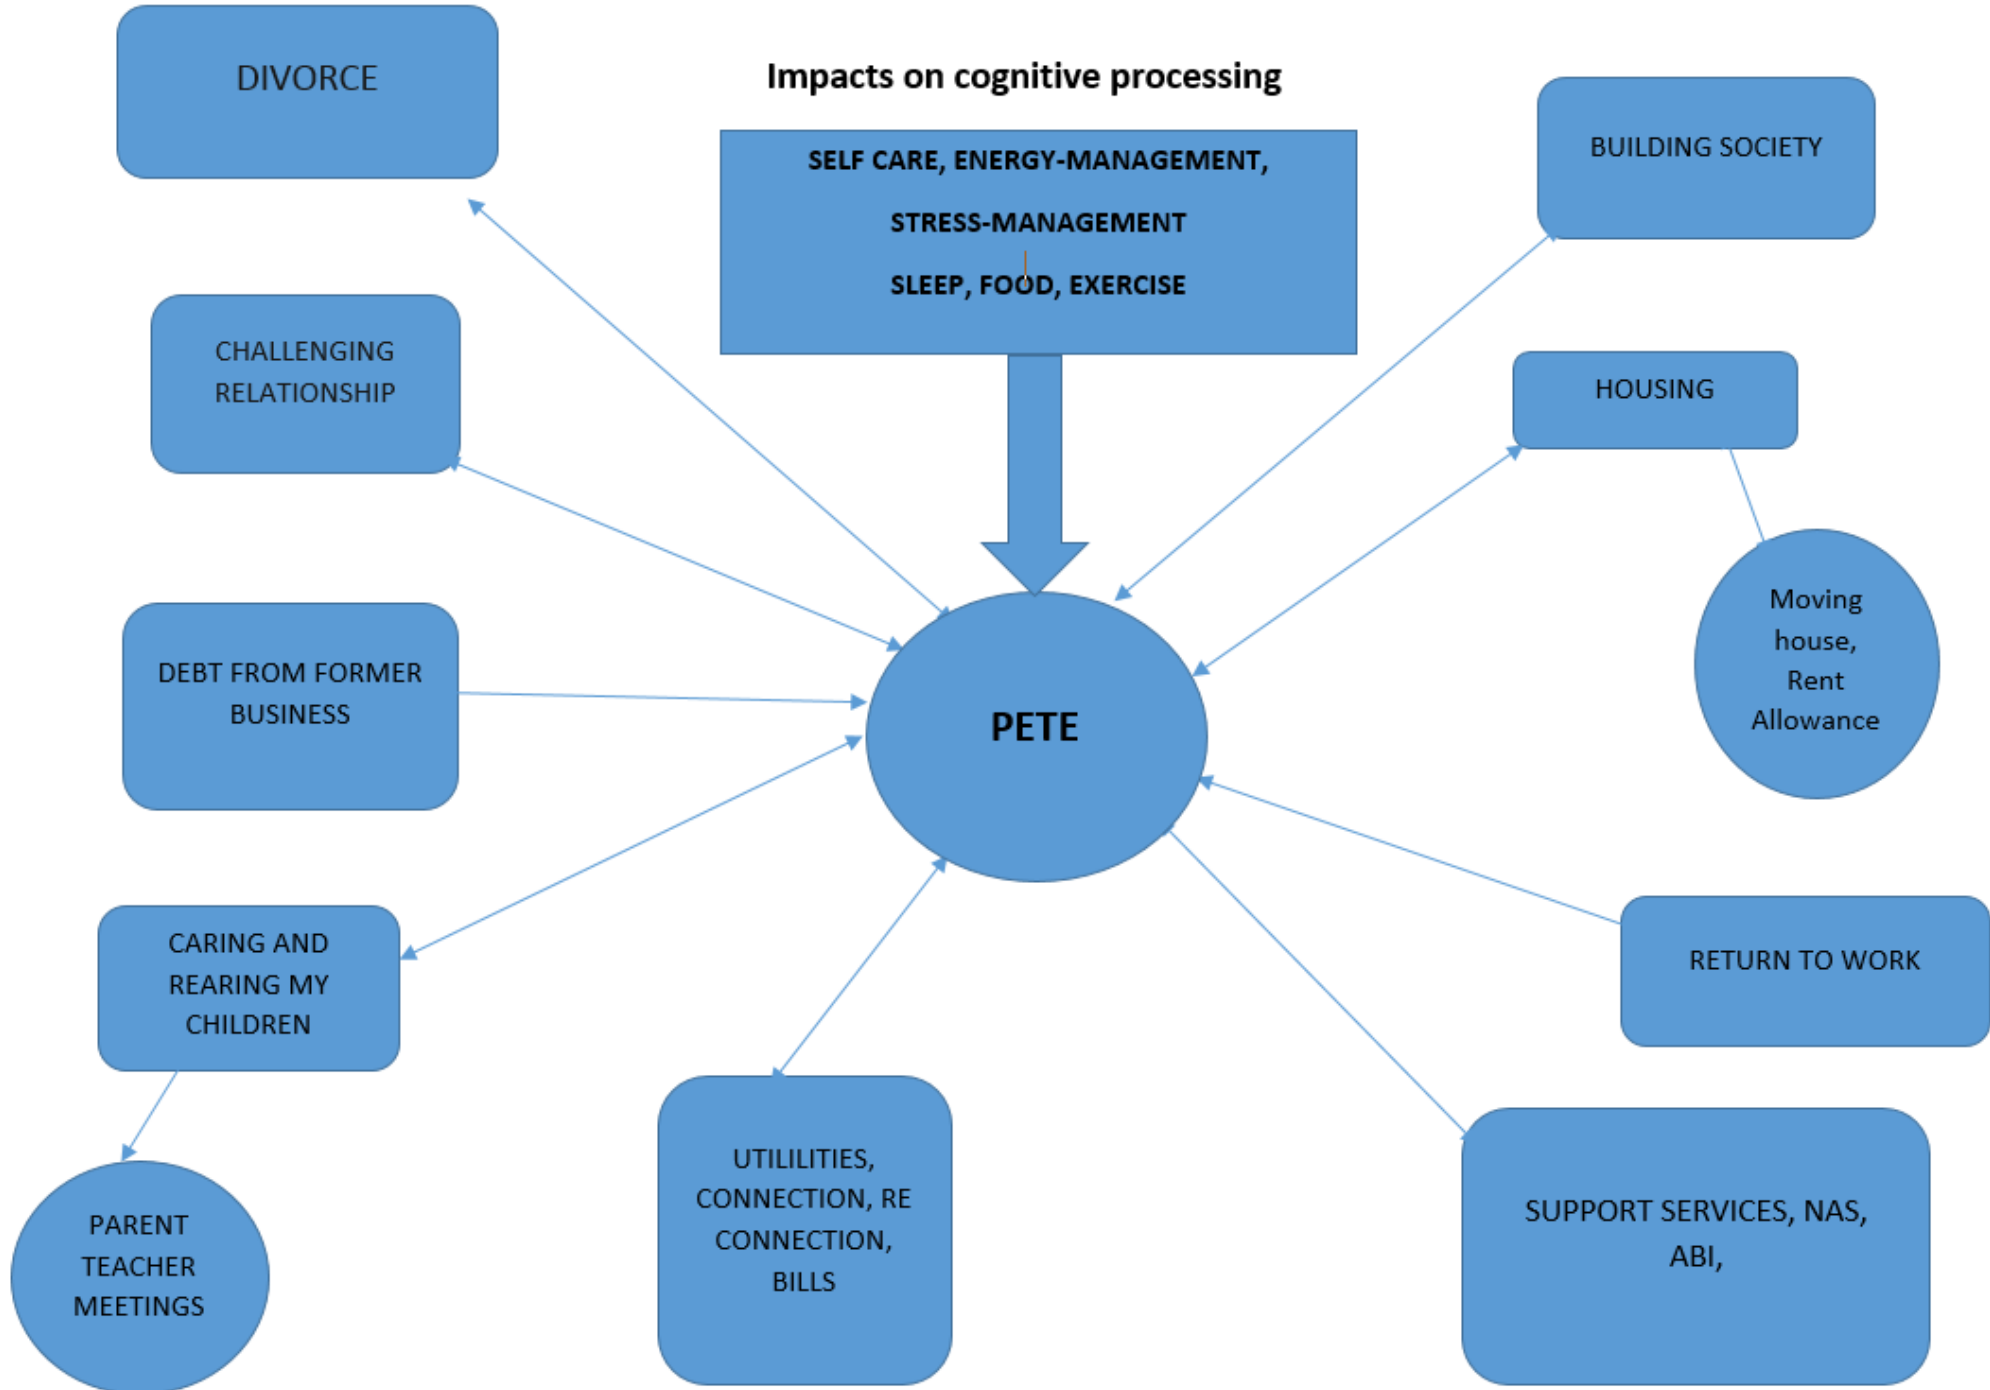 DIVORCE
Impacts on cognitive processing
SELF CARE, ENERGY-MANAGEMENT,
STRESS-MANAGEMENT
SLEEP, FOOD, EXERCISE
BUILDING SOCIETY
CHALLENGING
RELATIONSHIP
HOUSING
Moving
house,
Rent
Allowance
DEBT FROM FORMER
BUSINESS
PETE
CARING AND
REARING MY
CHILDREN
RETURN TO WORK
PARENT
TEACHER
MEETINGS
UTILILITIES,
CONNECTION, RE
CONNECTION,
BILLS
SUPPORT SERVICES, NAS,
ABI,